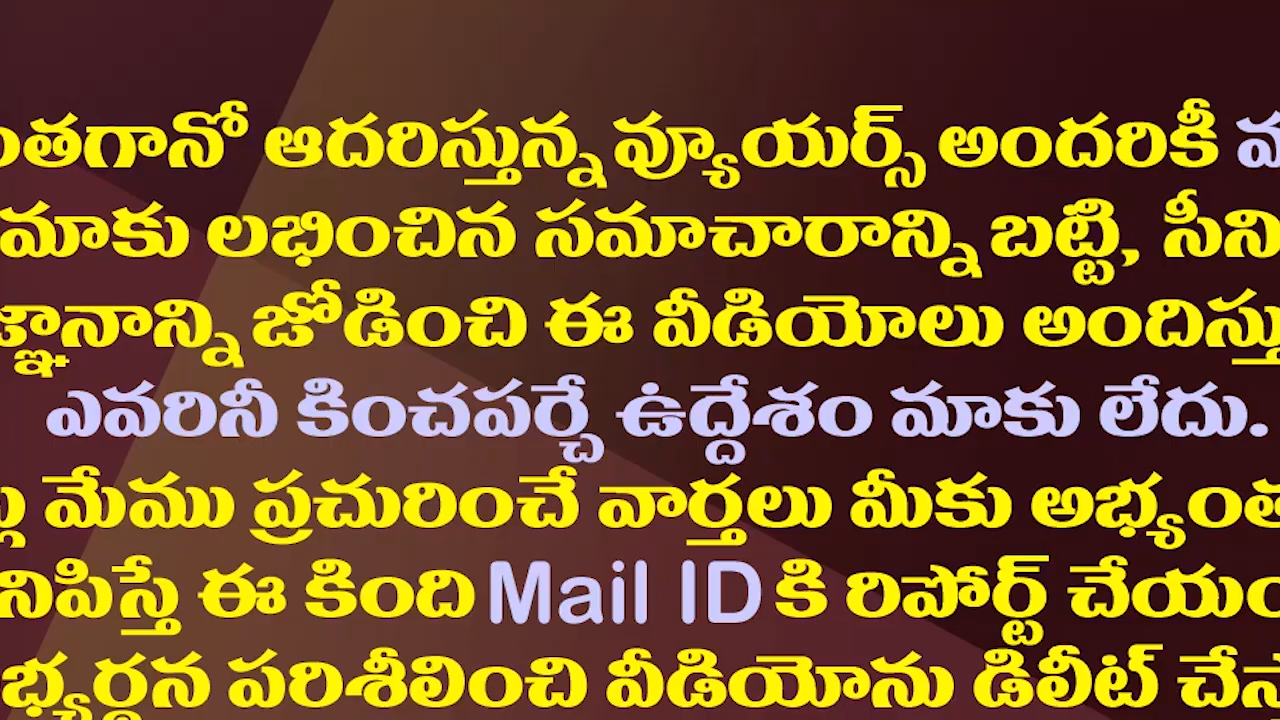 ంతగానో ఆదరిస్తున్న వ్యూయర్స్ అందరికీ
మాకు లభించిన సమాచారాన్ని బట్టి, సీని
జ్ఞానాన్ని జోడించి ఈ వీడియోలు అందిస్తు
ఎవరినీ కించపర్చే ఉద్దేశం మాకు లేదు.
మేము ప్రచురించే వార్తలు మీకు అభ్యంత
నిపిస్తే ఈ కింది Mail ID కి రిపోర్ట్ చేయం
భ్యర్థన పరిశీలించి వీడియోను డిలీట్ చేస